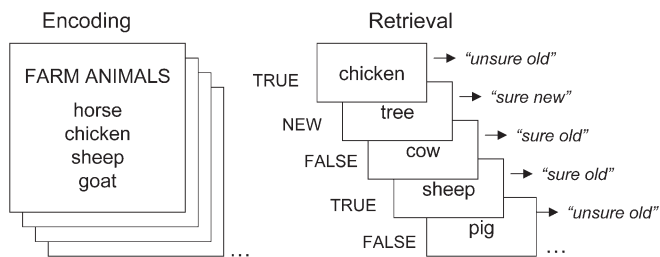 Encoding
FARM ANIMALS
horse
chicken
sheep
goat
...
Retrieval
TRUE chicken "unsure old"
NEW tree "sure new"
FALSE cow "sure old"
TRUE sheep "sure old"
FALSE pig "unsure old"
...